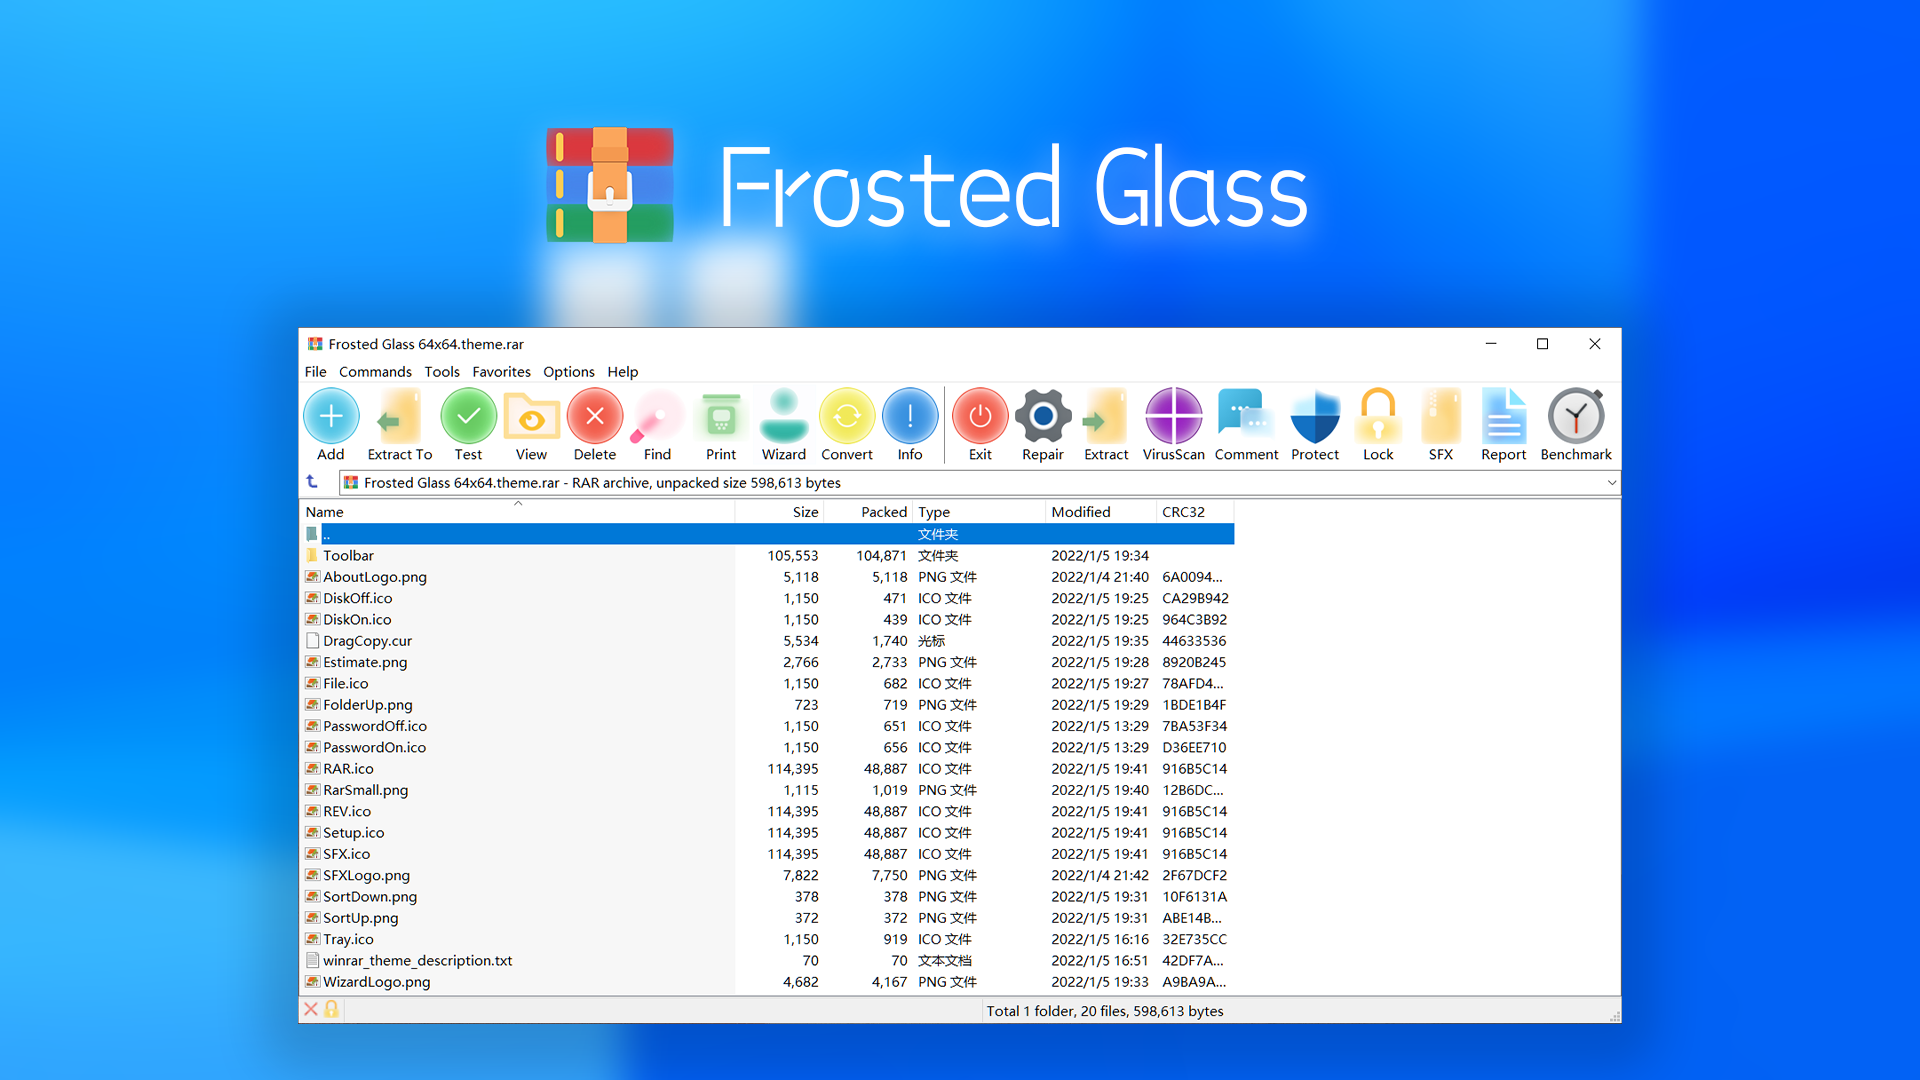 Frosted Glass
Frosted Glass 64x64.theme.rar
File Commands Tools Favorites Options Help
Add Extract To Test View Delete Find Print Wizard Convert Info Exit Repair Extract VirusScan Comment Protect Lock SFX Report Benchmark
Frosted Glass 64x64.theme.rar - RAR archive, unpacked size 598,613 bytes
Name Size Packed Type Modified CRC32
.. 文件夹
Toolbar 105,553 104,871 文件夹 2022/1/5 19:34
AboutLogo.png 5,118 5,118 PNG 文件 2022/1/4 21:40 6A0094...
DiskOff.ico 1,150 471 ICO 文件 2022/1/5 19:25 CA29B942
DiskOn.ico 1,150 439 ICO 文件 2022/1/5 19:25 964C3B92
DragCopy.cur 5,534 1,740 光标 2022/1/5 19:35 44633536
Estimate.png 2,766 2,733 PNG 文件 2022/1/5 19:28 8920B245
File.ico 1,150 682 ICO 文件 2022/1/5 19:27 78AFD4...
FolderUp.png 723 719 PNG 文件 2022/1/5 19:29 1BDE1B4F
PasswordOff.ico 1,150 651 ICO 文件 2022/1/5 13:29 7BA53F34
PasswordOn.ico 1,150 656 ICO 文件 2022/1/5 13:29 D36EE710
RAR.ico 114,395 48,887 ICO 文件 2022/1/5 19:41 916B5C14
RarSmall.png 1,115 1,019 PNG 文件 2022/1/5 19:40 12B6DC...
REV.ico 114,395 48,887 ICO 文件 2022/1/5 19:41 916B5C14
Setup.ico 114,395 48,887 ICO 文件 2022/1/5 19:41 916B5C14
SFX.ico 114,395 48,887 ICO 文件 2022/1/5 19:41 916B5C14
SFXLogo.png 7,822 7,750 PNG 文件 2022/1/4 21:42 2F67DCF2
SortDown.png 378 378 PNG 文件 2022/1/5 19:31 10F6131A
SortUp.png 372 372 PNG 文件 2022/1/5 19:31 ABE14B...
Tray.ico 1,150 919 ICO 文件 2022/1/5 16:16 32E735CC
winrar_theme_description.txt 70 70 文本文档 2022/1/5 16:51 42DF7A...
WizardLogo.png 4,682 4,167 PNG 文件 2022/1/5 19:33 A9BA9A...
Total 1 folder, 20 files, 598,613 bytes